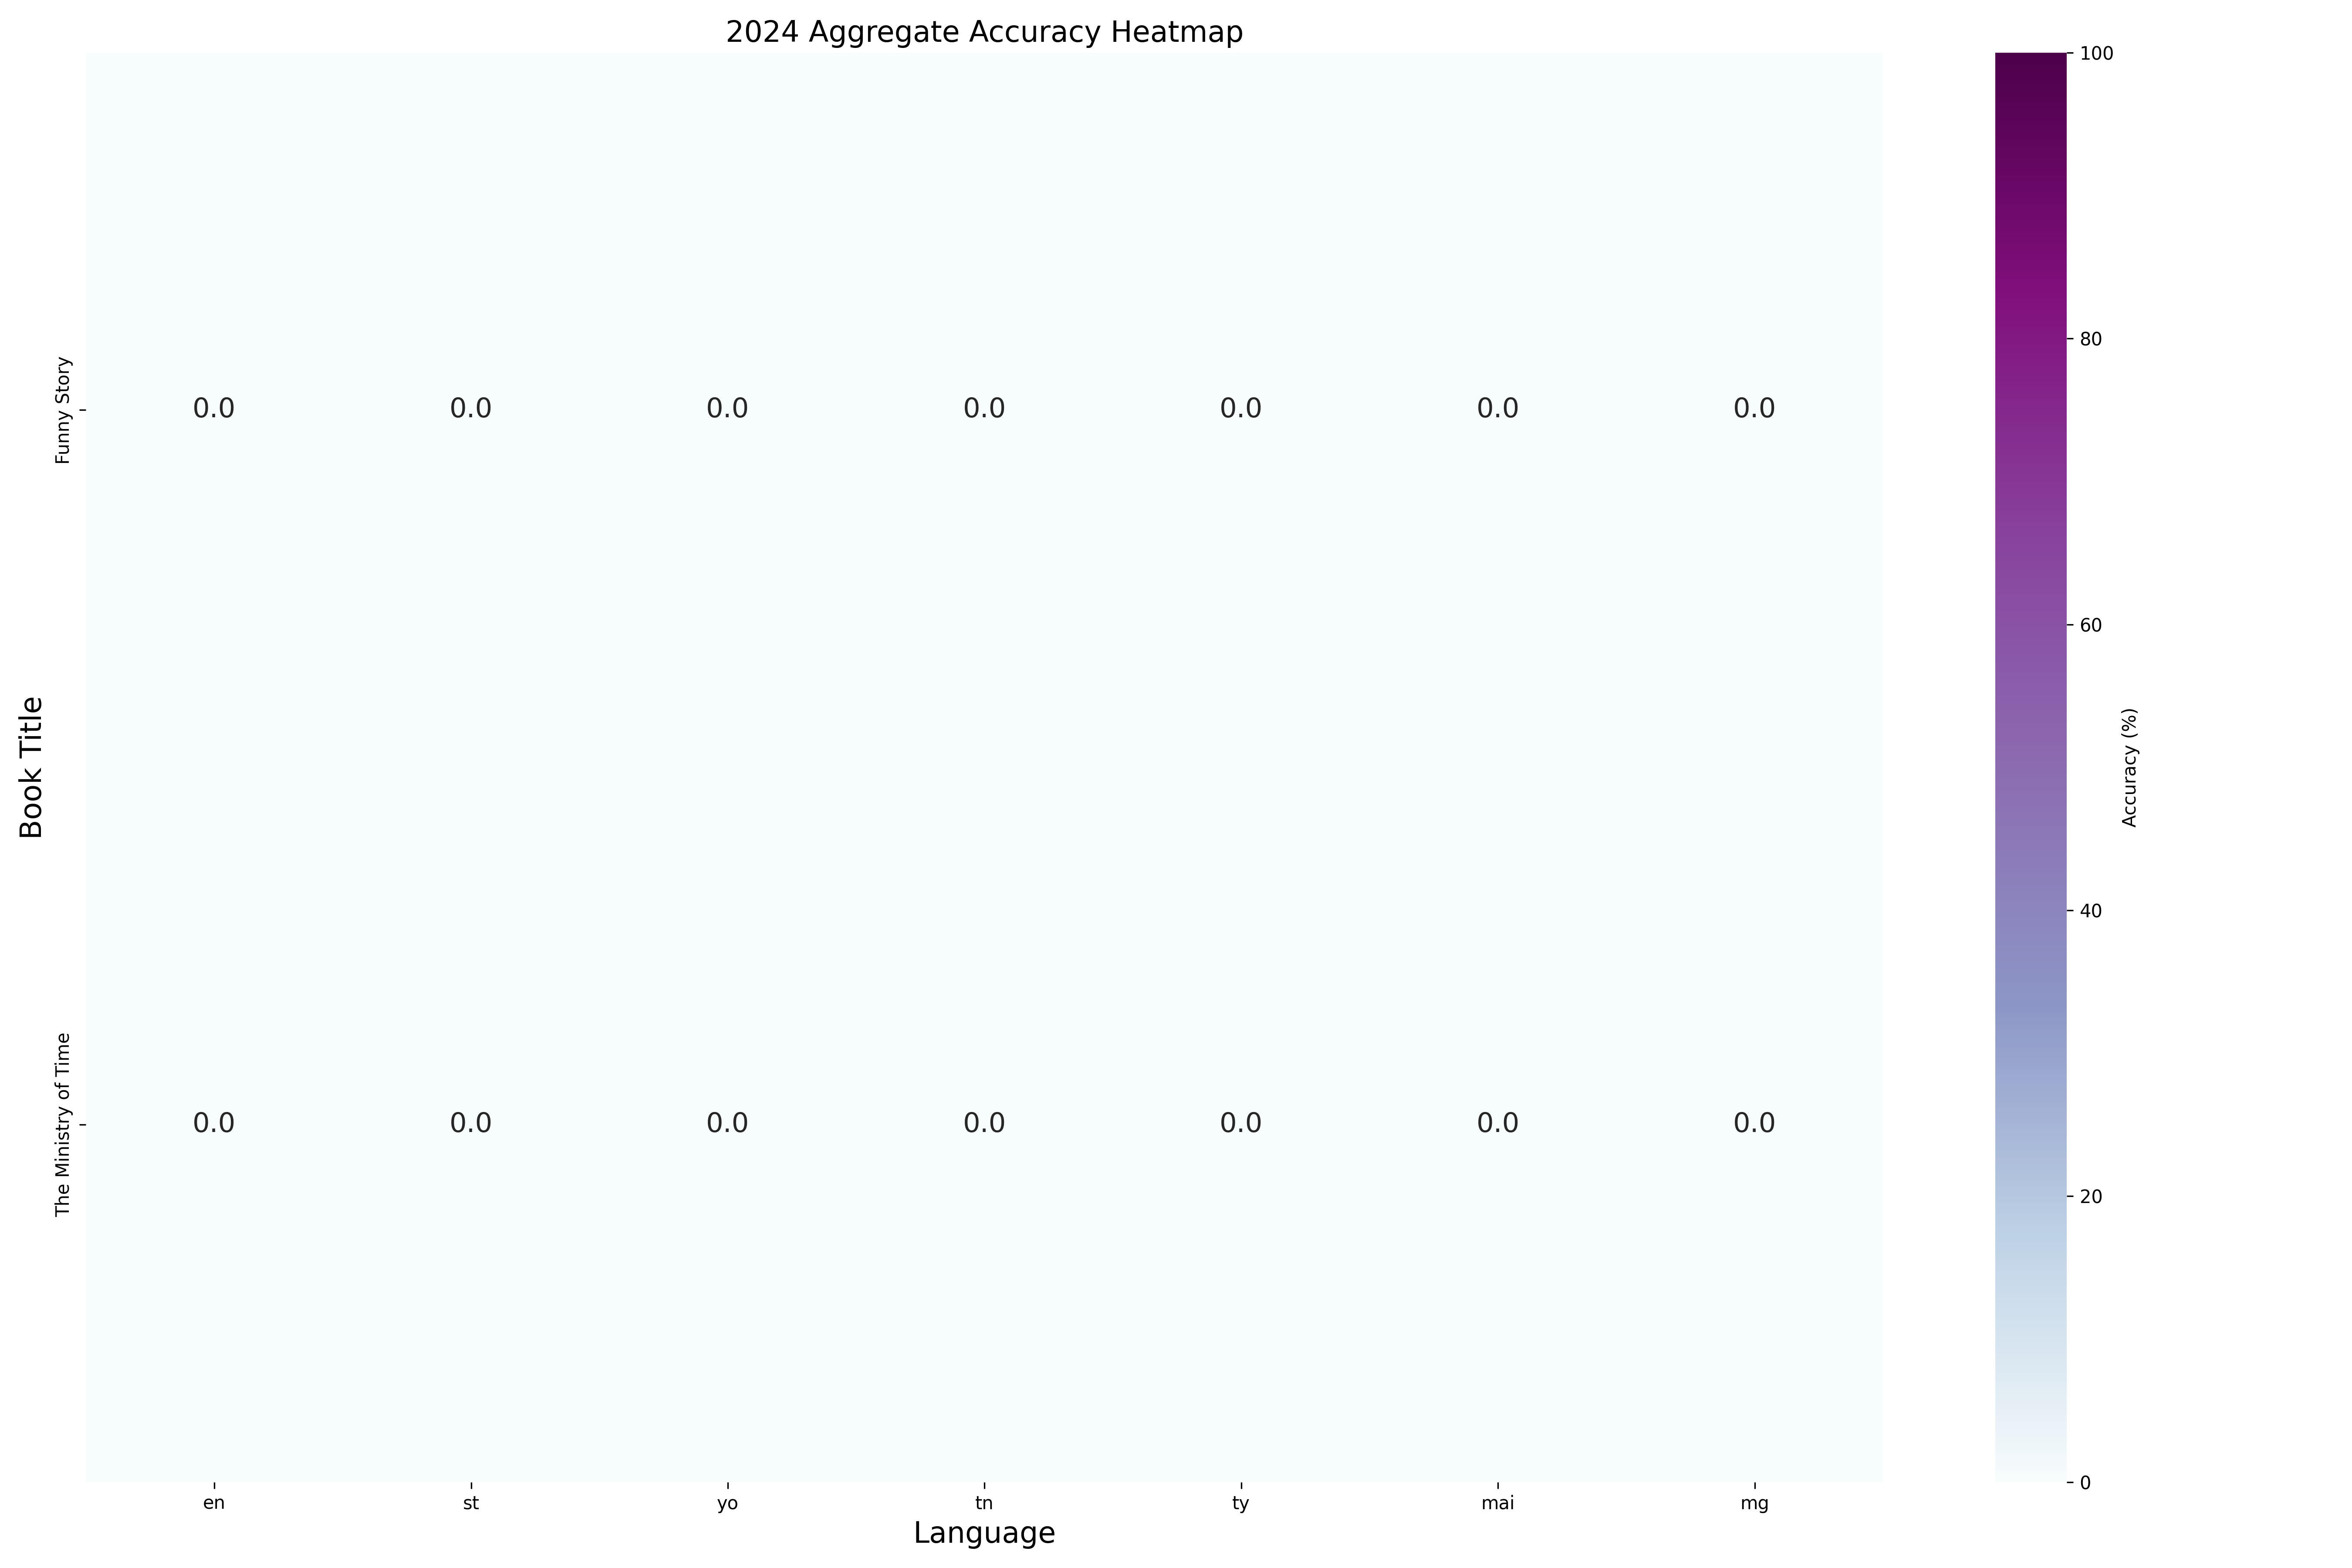 2024 Aggregate Accuracy Heatmap
Book Title
Funny Story
0.0 0.0 0.0 0.0 0.0 0.0 0.0
The Ministry of Time
0.0 0.0 0.0 0.0 0.0 0.0 0.0
en st yo tn ty mai mg
Language
100
80
60
40
20
0
Accuracy (%)